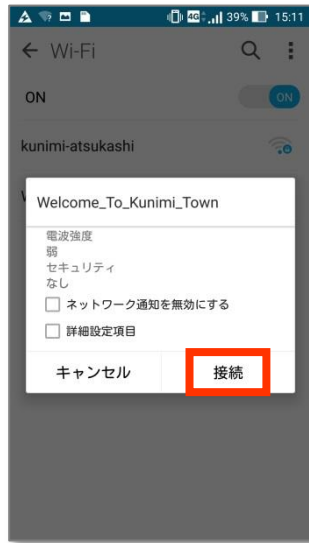 4G 39% 15:11
Wi-Fi
ON
ON
kunimi-atsukashi
Welcome_To_Kunimi_Town
電波強度
弱
セキュリティ
なし
ネットワーク通知を無効にする
詳細設定項目
キャンセル 接続